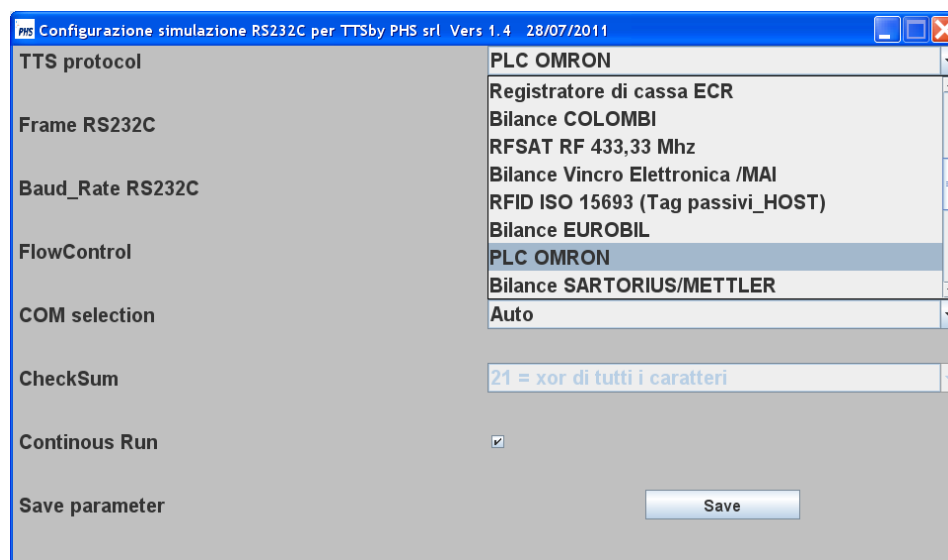 PHS Configurazione simulazione RS232C per TTSby PHS srl Vers 1.4 28/07/2011
TTS protocol
PLC OMRON
Registratore di cassa ECR
Bilance COLOMBI
Frame RS232C
RFSAT RF 433,33 Mhz
Bilance Vincro Elettronica /MAI
Baud_Rate RS232C
RFID ISO 15693 (Tag passivi_HOST)
Bilance EUROBIL
FlowControl
PLC OMRON
Bilance SARTORIUS/METTLER
COM selection
Auto
CheckSum
21 = xor di tutti i caratteri
Continous Run
Save parameter
Save